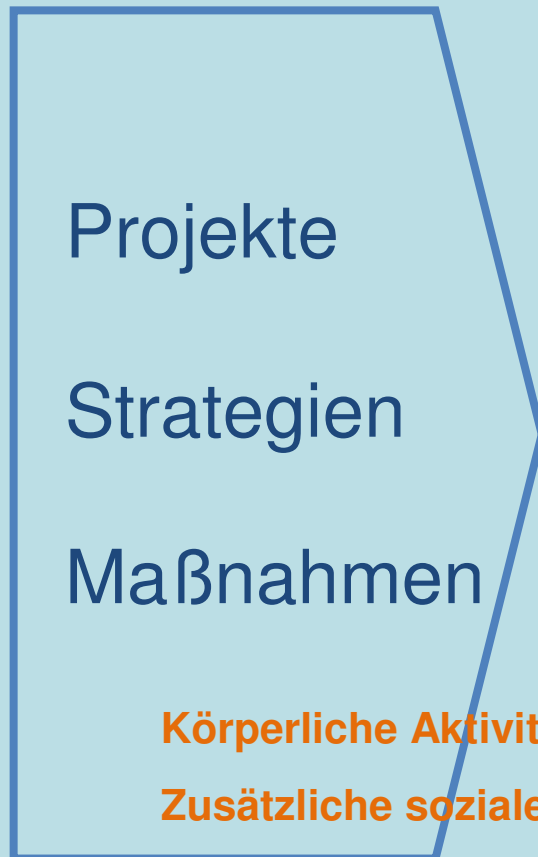 Projekte
Strategien
Maßnahmen
Körperliche Aktivit
Zusätzliche soziale